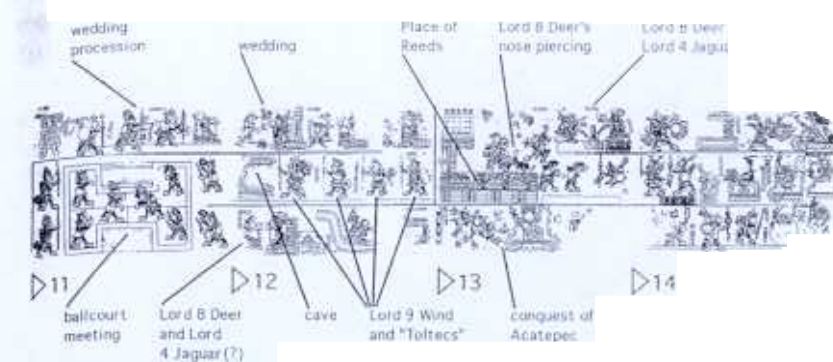 wedding
procession
wedding
Place of
Reeds
Lord 8 Deer's
nose piercing
Lord 8 Deer
Lord 4 Jagu
11
12
13
14
ballcourt
meeting
Lord 8 Deer
and Lord
4 Jaguar(?)
cave
Lord 9 Wind
and "Toltecs"
conquest of
Acatepec